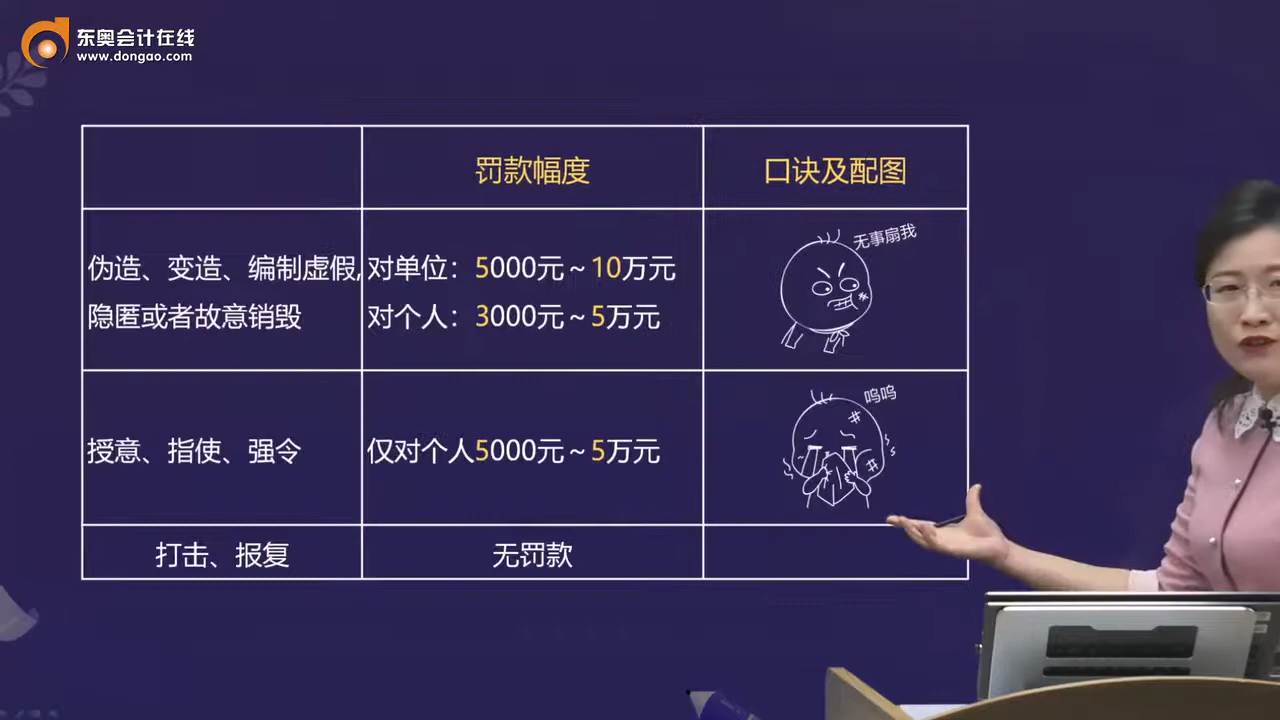 东奥会计在线
www.dongao.com
罚款幅度
口诀及配图
伪造、变造、编制虚假,
隐匿或者故意销毁
对单位：5000元～10万元
对个人：3000元～5万元
无事扇我
授意、指使、强令
仅对个人5000元～5万元
呜呜
打击、报复
无罚款